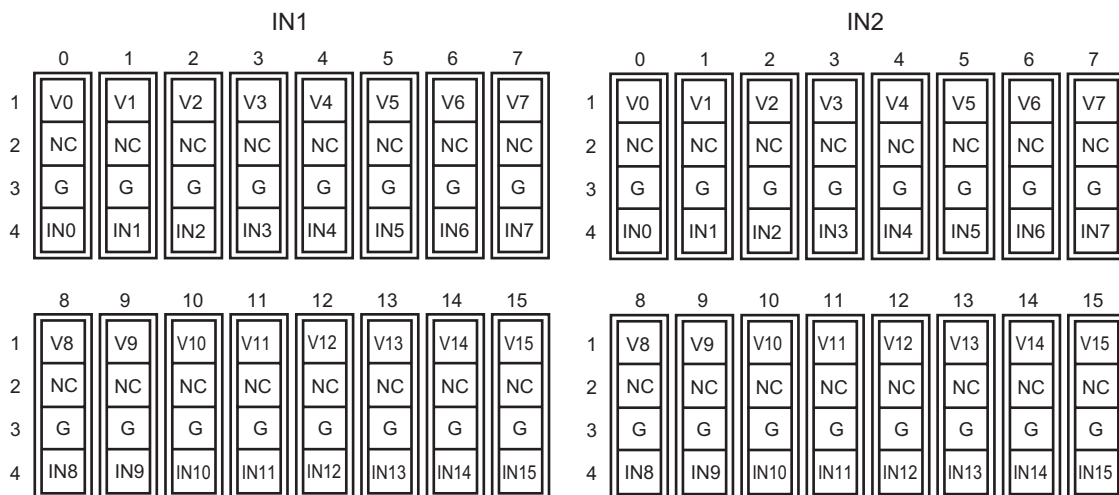 IN1 IN2
0 1 2 3 4 5 6 7 0 1 2 3 4 5 6 7
1 V0 V1 V2 V3 V4 V5 V6 V7 1 V0 V1 V2 V3 V4 V5 V6 V7
2 NC NC NC NC NC NC NC NC 2 NC NC NC NC NC NC NC NC
3 G G G G G G G G 3 G G G G G G G G
4 IN0 IN1 IN2 IN3 IN4 IN5 IN6 IN7 4 IN0 IN1 IN2 IN3 IN4 IN5 IN6 IN7
8 9 10 11 12 13 14 15 8 9 10 11 12 13 14 15
1 V8 V9 V10 V11 V12 V13 V14 V15 1 V8 V9 V10 V11 V12 V13 V14 V15
2 NC NC NC NC NC NC NC NC 2 NC NC NC NC NC NC NC NC
3 G G G G G G G G 3 G G G G G G G G
4 IN8 IN9 IN10 IN11 IN12 IN13 IN14 IN15 4 IN8 IN9 IN10 IN11 IN12 IN13 IN14 IN15